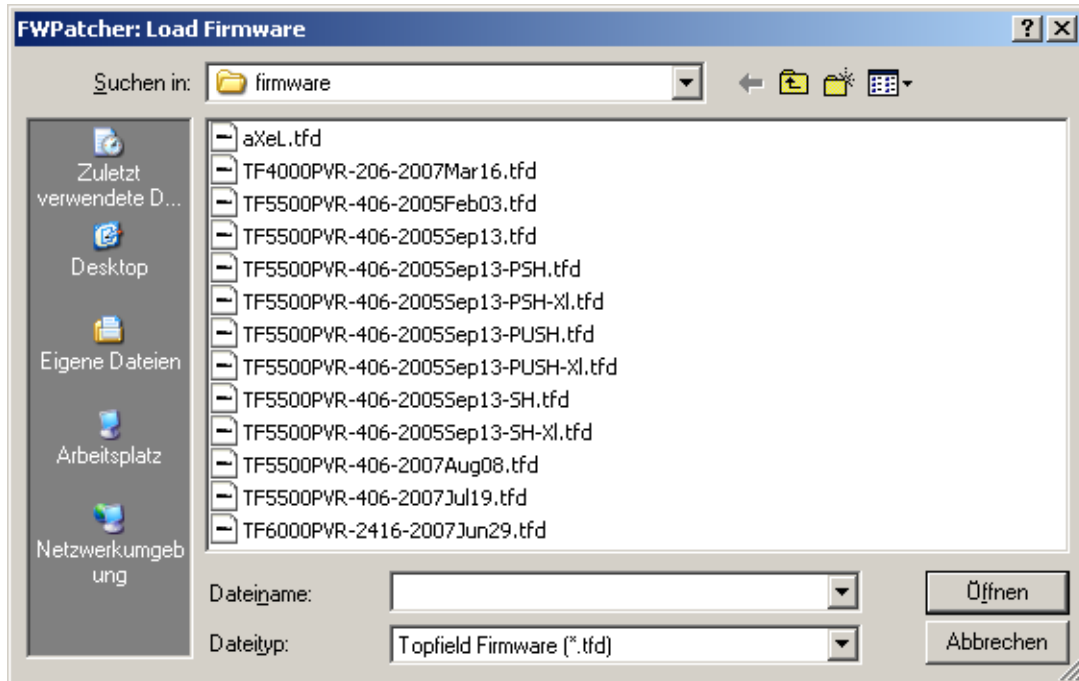 FWPatcher: Load Firmware
Suchen in:
firmware
Zuletzt
verwendete D...
Desktop
Eigene Dateien
Arbeitsplatz
Netzwerkumgeb
ung
aXeL.tfd
TF4000PVR-206-2007Mar16.tfd
TF5500PVR-406-2005Feb03.tfd
TF5500PVR-406-2005Sep13.tfd
TF5500PVR-406-2005Sep13-PSH.tfd
TF5500PVR-406-2005Sep13-PSH-Xl.tfd
TF5500PVR-406-2005Sep13-PUSH.tfd
TF5500PVR-406-2005Sep13-PUSH-Xl.tfd
TF5500PVR-406-2005Sep13-SH.tfd
TF5500PVR-406-2005Sep13-SH-Xl.tfd
TF5500PVR-406-2007Aug08.tfd
TF5500PVR-406-2007Jul19.tfd
TF6000PVR-2416-2007Jun29.tfd
Dateiname:
Öffnen
Dateityp:
Topfield Firmware (*.tfd)
Abbrechen